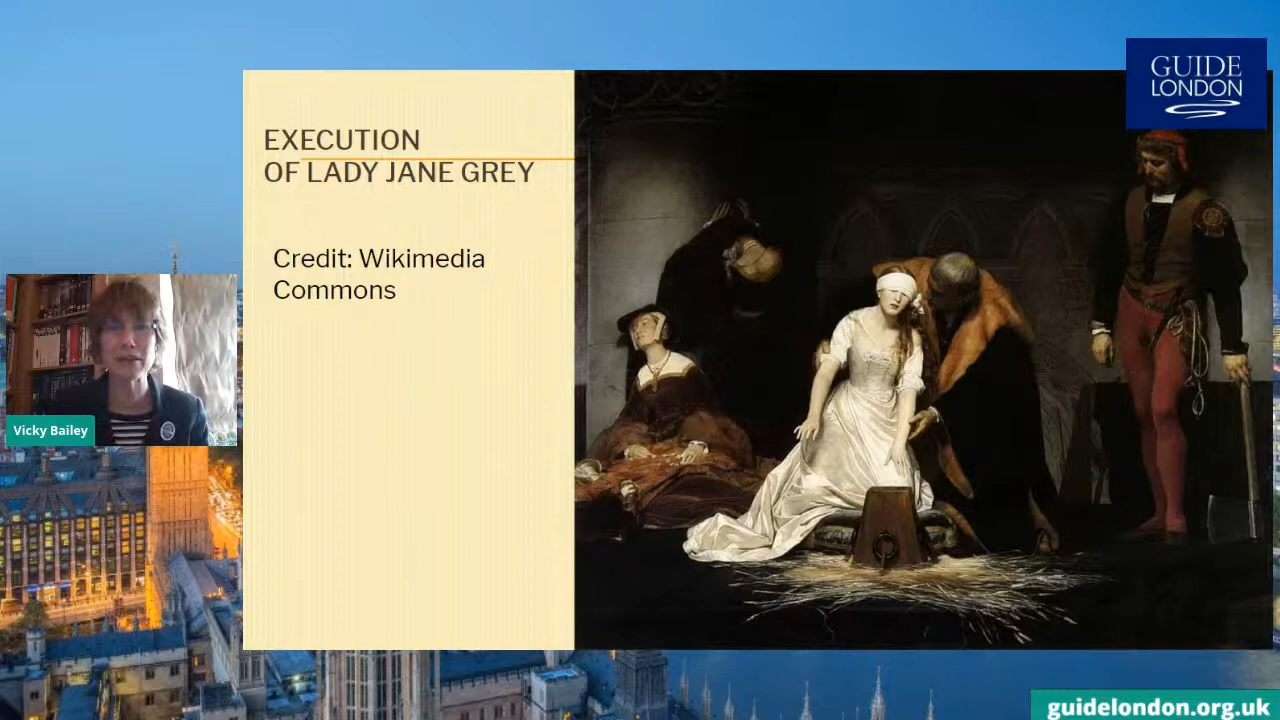 GUIDE
LONDON
EXECUTION
OF LADY JANE GREY
Credit: Wikimedia
Commons
Vicky Bailey
guidelondon.org.uk